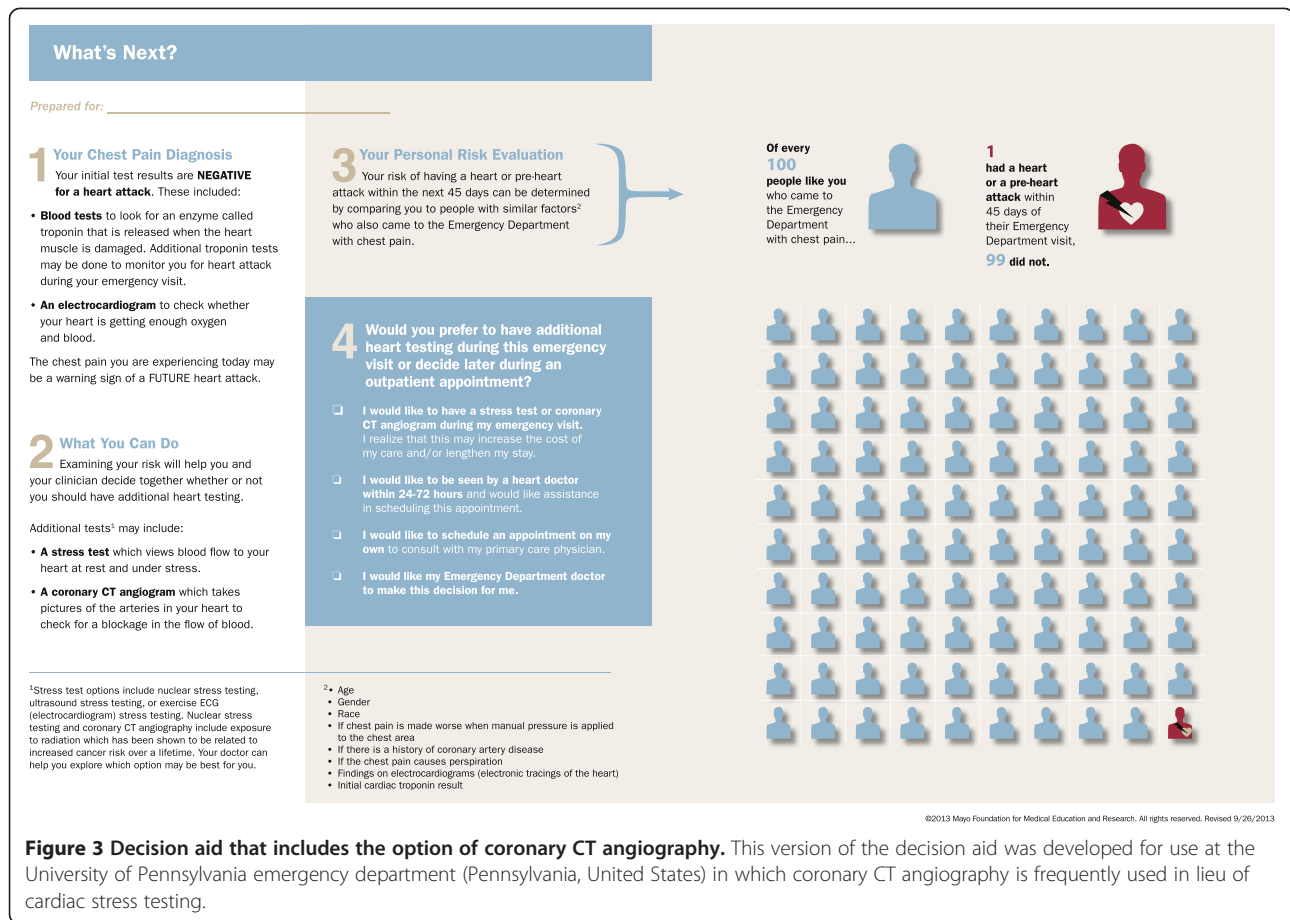 What's Next?
Prepared for:
1 Your Chest Pain Diagnosis
Your initial test results are NEGATIVE
for a heart attack. These included:
• Blood tests to look for an enzyme called
troponin that is released when the heart
muscle is damaged. Additional troponin tests
may be done to monitor you for heart attack
during your emergency visit.
• An electrocardiogram to check whether
your heart is getting enough oxygen
and blood.
The chest pain you are experiencing today may
be a warning sign of a FUTURE heart attack.
2 What You Can Do
Examining your risk will help you and
your clinician decide together whether or not
you should have additional heart testing.
Additional tests¹ may include:
• A stress test which views blood flow to your
heart at rest and under stress.
• A coronary CT angiogram which takes
pictures of the arteries in your heart to
check for a blockage in the flow of blood.
3 Your Personal Risk Evaluation
Your risk of having a heart or pre-heart
attack within the next 45 days can be determined
by comparing you to people with similar factors²
who also came to the Emergency Department
with chest pain.
4 Would you prefer to have additional
heart testing during this emergency
visit or decide later during an
outpatient appointment?
❏ I would like to have a stress test or coronary
CT angiogram during my emergency visit.
I realize that this may increase the cost of
my care and/or lengthen my stay.
❏ I would like to be seen by a heart doctor
within 24-72 hours and would like assistance
in scheduling this appointment.
❏ I would like to schedule an appointment on my
own to consult with my primary care physician.
❏ I would like my Emergency Department doctor
to make this decision for me.
Of every
100
people like you
who came to
the Emergency
Department
with chest pain...
1
had a heart
or a pre-heart
attack within
45 days of
their Emergency
Department visit,
99 did not.
¹Stress test options include nuclear stress testing,
ultrasound stress testing, or exercise ECG
(electrocardiogram) stress testing. Nuclear stress
testing and coronary CT angiography include exposure
to radiation which has been shown to be related to
increased cancer risk over a lifetime. Your doctor can
help you explore which option may be best for you.
²• Age
• Gender
• Race
• If chest pain is made worse when manual pressure is applied
to the chest area
• If there is a history of coronary artery disease
• If the chest pain causes perspiration
• Findings on electrocardiograms (electronic tracings of the heart)
• Initial cardiac troponin result
©2013 Mayo Foundation for Medical Education and Research. All rights reserved. Revised 9/26/2013
Figure 3 Decision aid that includes the option of coronary CT angiography. This version of the decision aid was developed for use at the
University of Pennsylvania emergency department (Pennsylvania, United States) in which coronary CT angiography is frequently used in lieu of
cardiac stress testing.